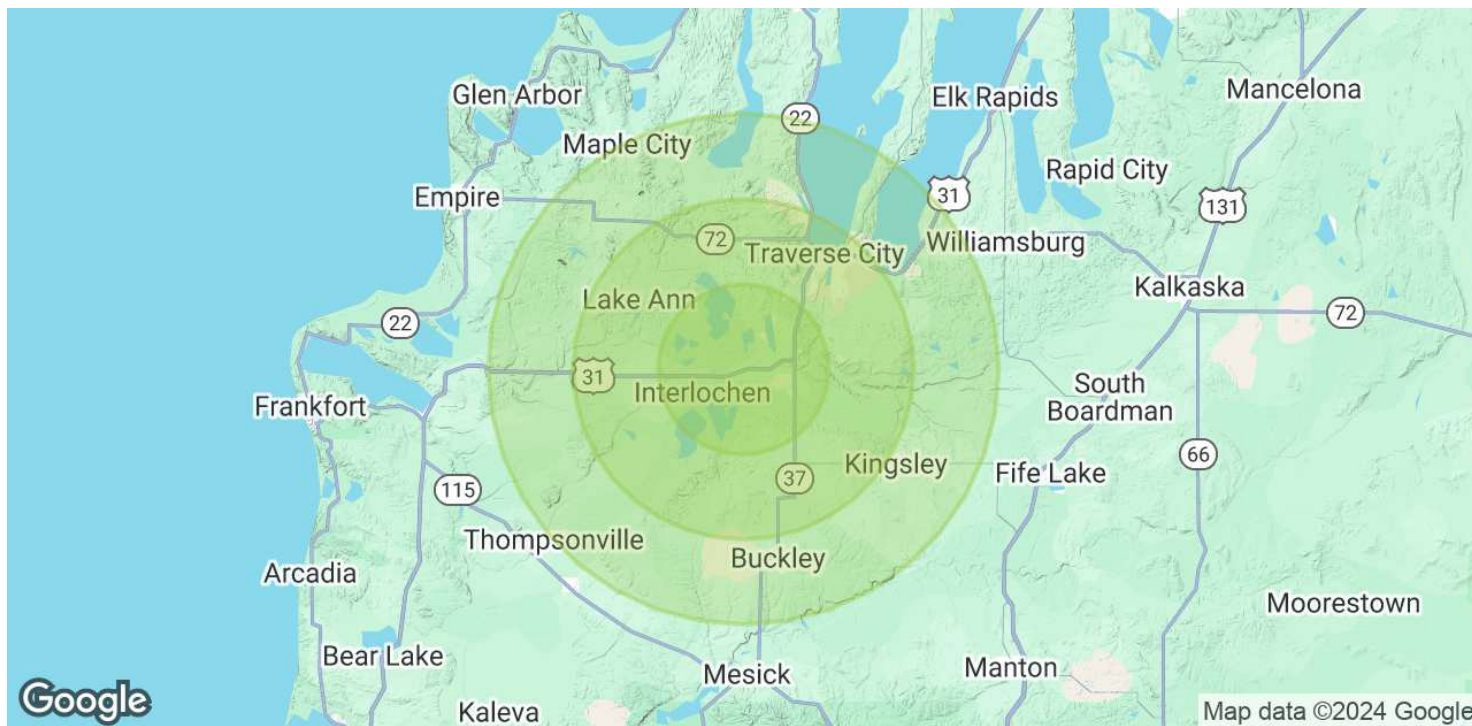 Glen Arbor
22
Elk Rapids
Mancelona
Maple City
Rapid City
Empire
31
131
72
Traverse City
Williamsburg
Kalkaska
Lake Ann
22
72
31
Interlochen
South
Boardman
Frankfort
66
Kingsley
Fife Lake
115
37
Thompsonville
Buckley
Arcadia
Moorestown
Bear Lake
Mesick
Manton
Google
Kaleva
Map data ©2024 Google